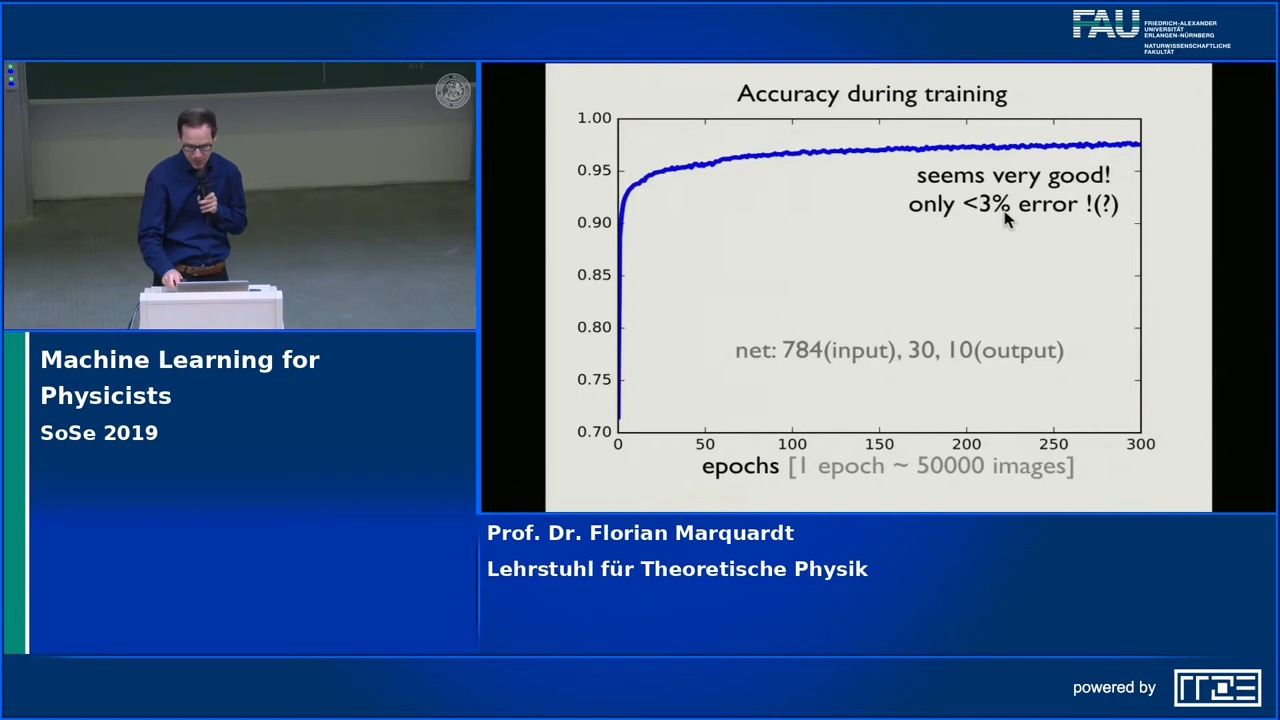 FAU
FRIEDRICH-ALEXANDER
UNIVERSITÄT
ERLANGEN-NÜRNBERG
NATURWISSENSCHAFTLICHE
FAKULTÄT
Accuracy during training
1.00
0.95
0.90
0.85
0.80
0.75
0.70
seems very good!
only <3% error !(?)
net: 784(input), 30, 10(output)
0 50 100 150 200 250 300
epochs [1 epoch ~ 50000 images]
Machine Learning for
Physicists
SoSe 2019
Prof. Dr. Florian Marquardt
Lehrstuhl für Theoretische Physik
powered by
RRZE